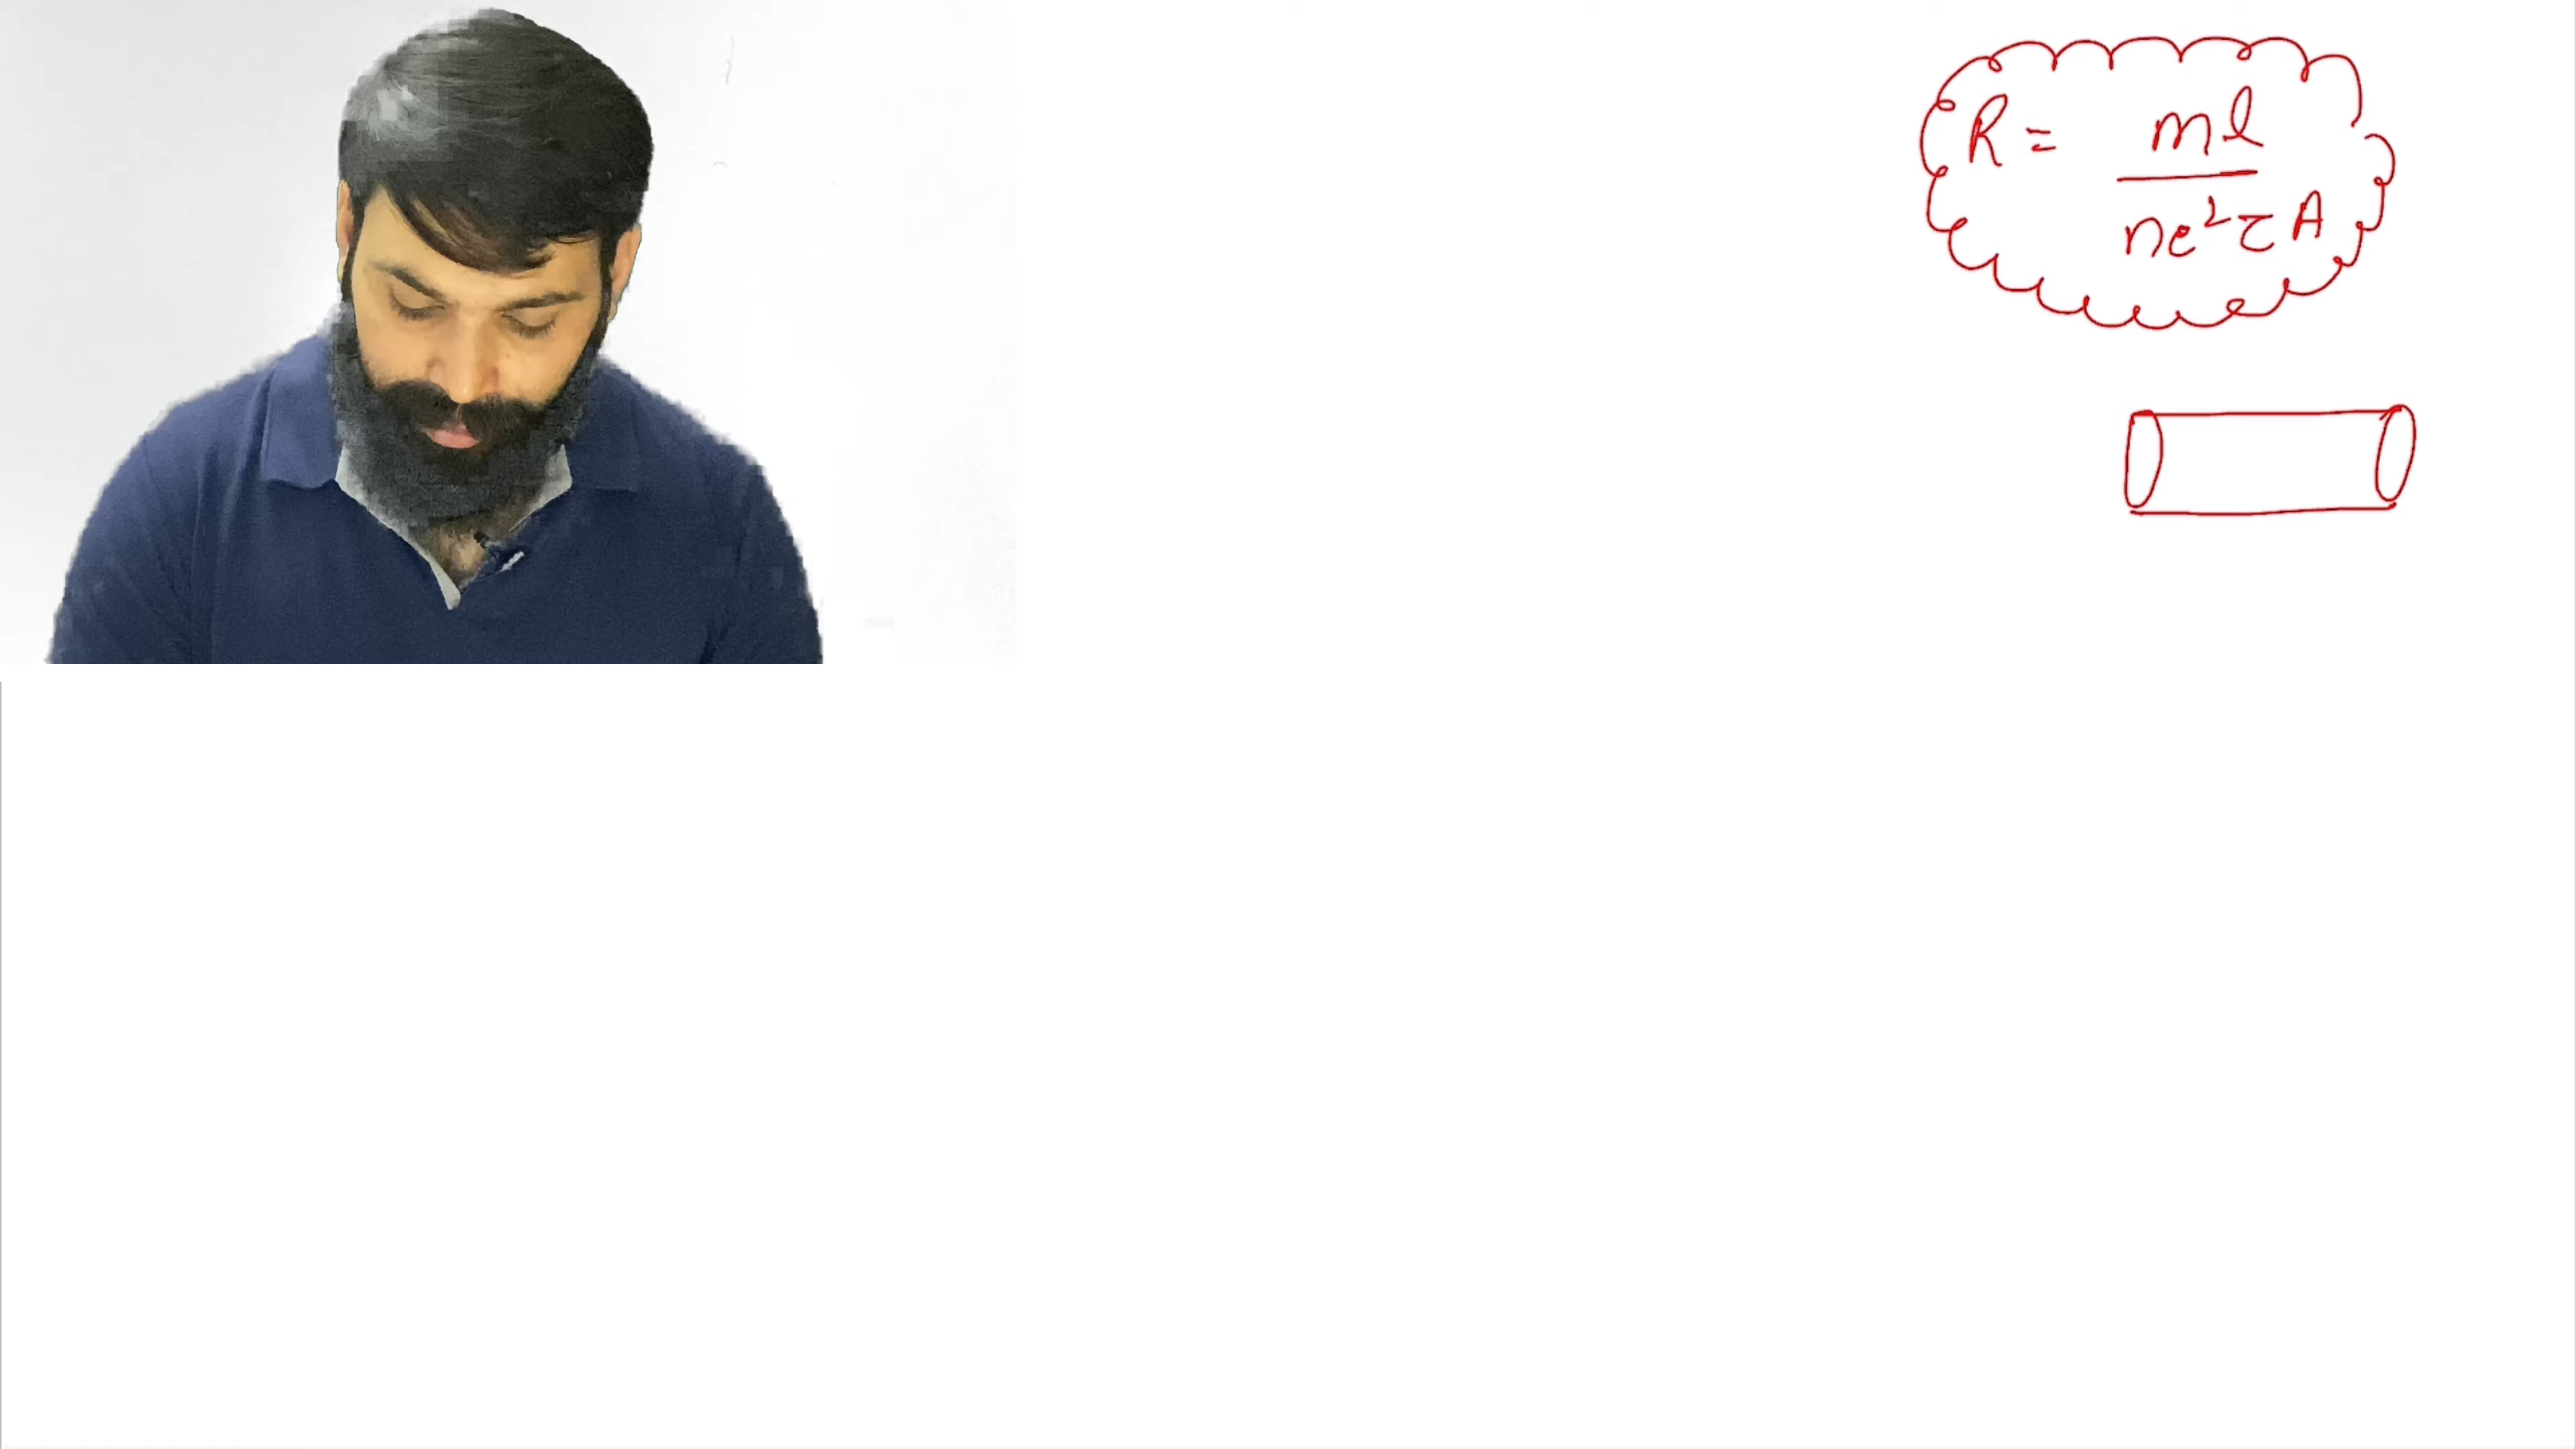 R = ml
ne²τA